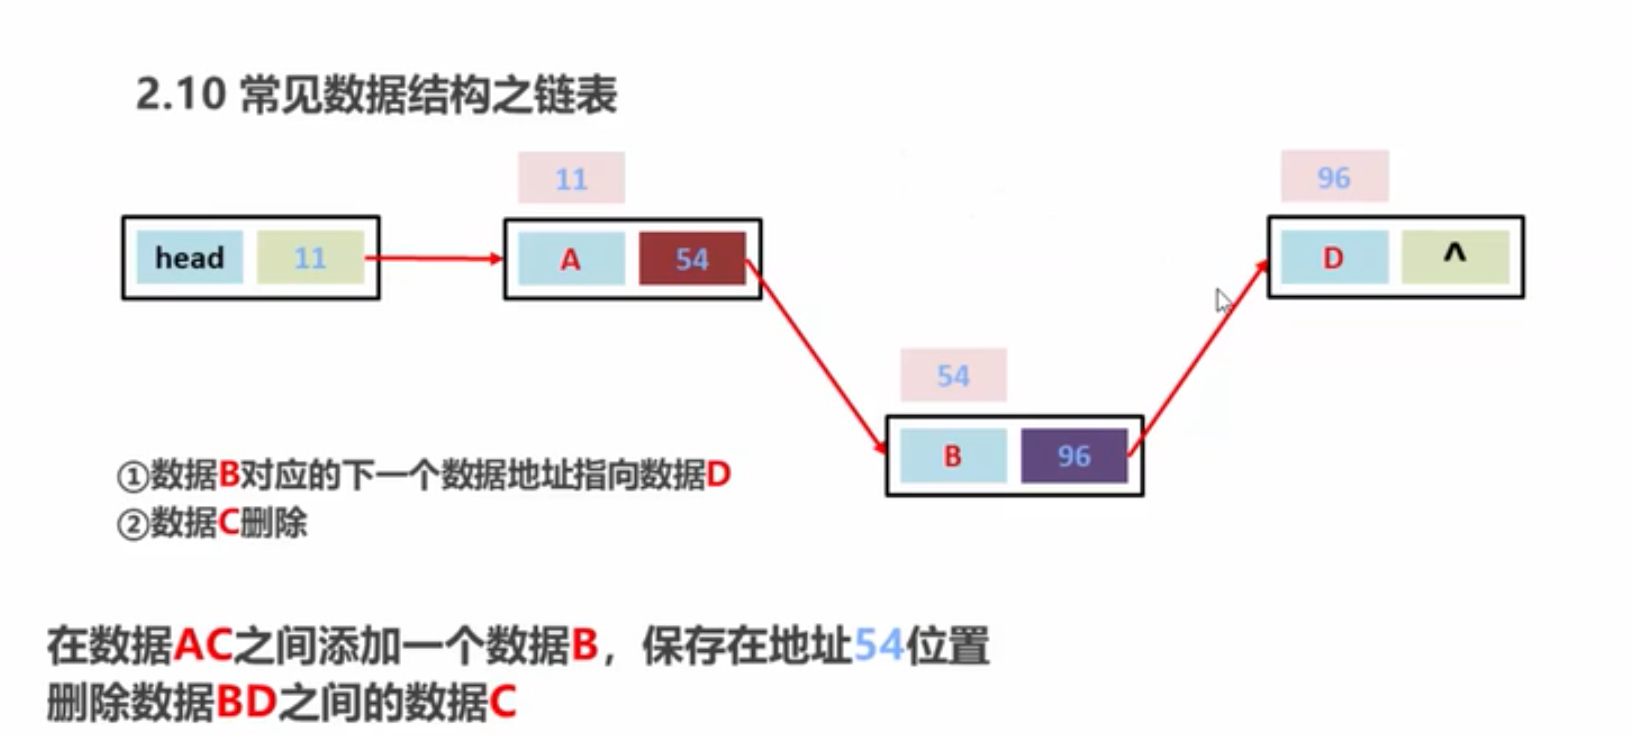 2.10 常见数据结构之链表
11
96
head 11
A 54
D ^
54
B 96
①数据B对应的下一个数据地址指向数据D
②数据C删除
在数据AC之间添加一个数据B，保存在地址54位置
删除数据BD之间的数据C